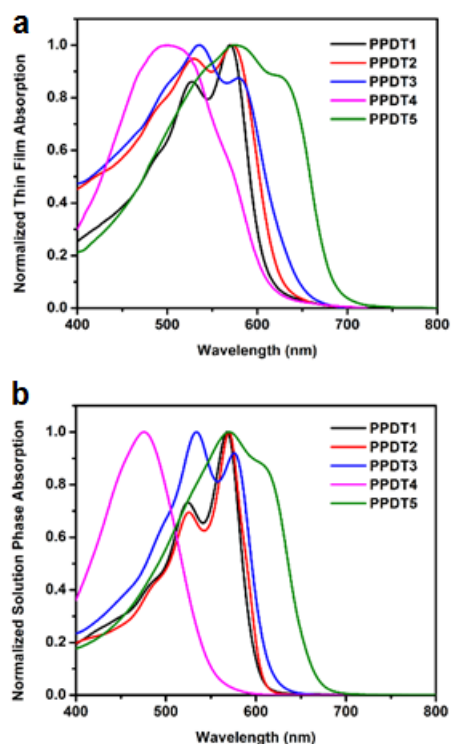 a
Normalized Thin Film Absorption
1.0
0.8
0.6
0.4
0.2
0.0
PPDT1
PPDT2
PPDT3
PPDT4
PPDT5
400 500 600 700 800
Wavelength (nm)
b
Normalized Solution Phase Absorption
1.0
0.8
0.6
0.4
0.2
0.0
PPDT1
PPDT2
PPDT3
PPDT4
PPDT5
400 500 600 700 800
Wavelength (nm)